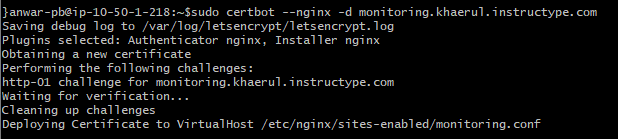 }anwar-pb@ip-10-50-1-218:~$sudo certbot --nginx -d monitoring.khaerul.instructype.com
Saving debug log to /var/log/letsencrypt/letsencrypt.log
Plugins selected: Authenticator nginx, Installer nginx
Obtaining a new certificate
Performing the following challenges:
http-01 challenge for monitoring.khaerul.instructype.com
Waiting for verification...
Cleaning up challenges
Deploying Certificate to VirtualHost /etc/nginx/sites-enabled/monitoring.conf